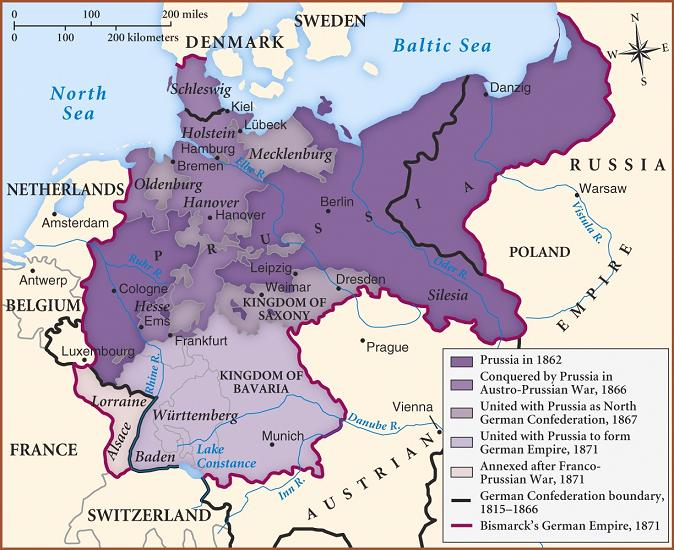 0 100 200 miles
0 100 200 kilometers
SWEDEN
DENMARK
Baltic Sea
N
W E
S
North
Sea
Schleswig
Kiel
Danzig
Holstein
Lübeck
Hamburg
Mecklenburg
Bremen
Elbe R.
RUSSIA
NETHERLANDS
Oldenburg
Hanover
Hanover
Berlin
Warsaw
Vistula R.
Amsterdam
PRUSSIA
POLAND
EMPIRE
Antwerp
Ruhr R.
Leipzig
Oder R.
Cologne
Weimar
Dresden
Silesia
BELGIUM
Hesse
KINGDOM OF
SAXONY
Ems
Frankfurt
Luxembourg
Prague
Rhine R.
KINGDOM OF
BAVARIA
Lorraine
Württemberg
Vienna
Danube R.
FRANCE
Alsace
Baden
Lake
Constance
Munich
Inn R.
AUSTRIAN
SWITZERLAND
Prussia in 1862
Conquered by Prussia in
Austro-Prussian War, 1866
United with Prussia as North
German Confederation, 1867
United with Prussia to form
German Empire, 1871
Annexed after Franco-
Prussian War, 1871
German Confederation boundary,
1815–1866
Bismarck's German Empire, 1871